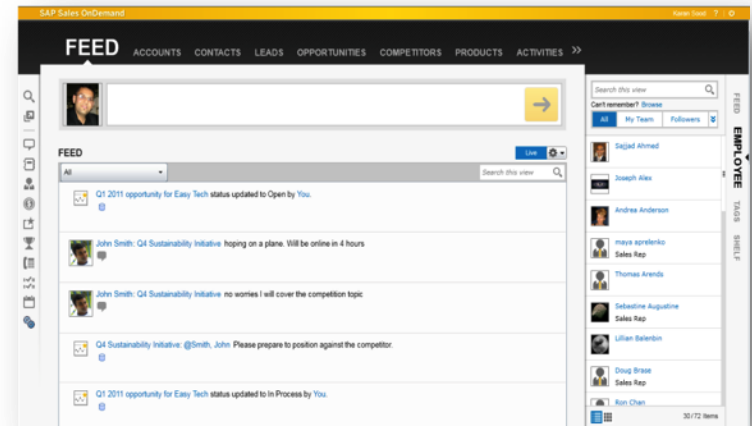 SAP Sales OnDemand
Karen Sand ?
FEED ACCOUNTS CONTACTS LEADS OPPORTUNITIES COMPETITORS PRODUCTS ACTIVITIES >>
Search this view
Can't remember? Browse
All My Team Followers
FEED
Live
All
Search this view
Q1 2011 opportunity for Easy Tech status updated to Open by You.
John Smith: Q4 Sustainability Initiative hoping on a plane. Will be online in 4 hours
John Smith: Q4 Sustainability Initiative no worries I will cover the competition topic
Q4 Sustainability Initiative: @Smith, John Please prepare to position against the competitor.
Q1 2011 opportunity for Easy Tech status updated to In Process by You.
Sajjad Ahmed
Joseph Alex
Andrea Anderson
maya aprelenko
Sales Rep
Thomas Arends
Sebastine Augustine
Sales Rep
Lillian Balenbin
Doug Brase
Sales Rep
Ron Chan
30/72 Items
FEED
EMPLOYEE
TAGS
SHELF